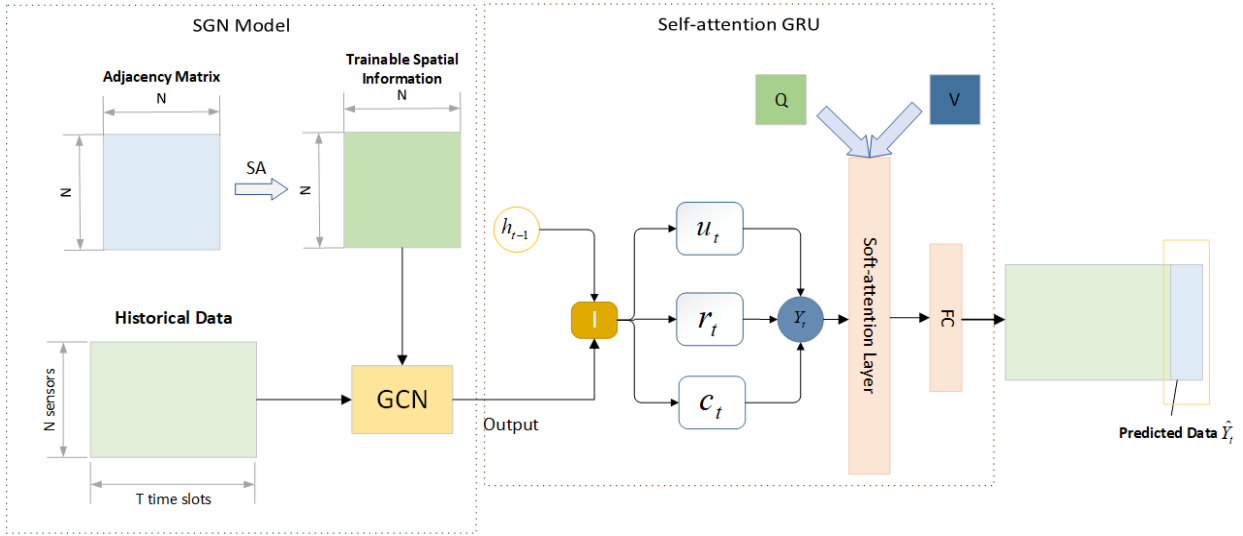 SGN Model
Self-attention GRU
Adjacency Matrix
N
N
SA
Trainable Spatial
Information
N
N
Historical Data
N sensors
T time slots
GCN
Output
h_{t-1}
I
u_t
r_t
c_t
Y_t
Q
V
Soft-attention Layer
FC
Predicted Data Ŷ_t